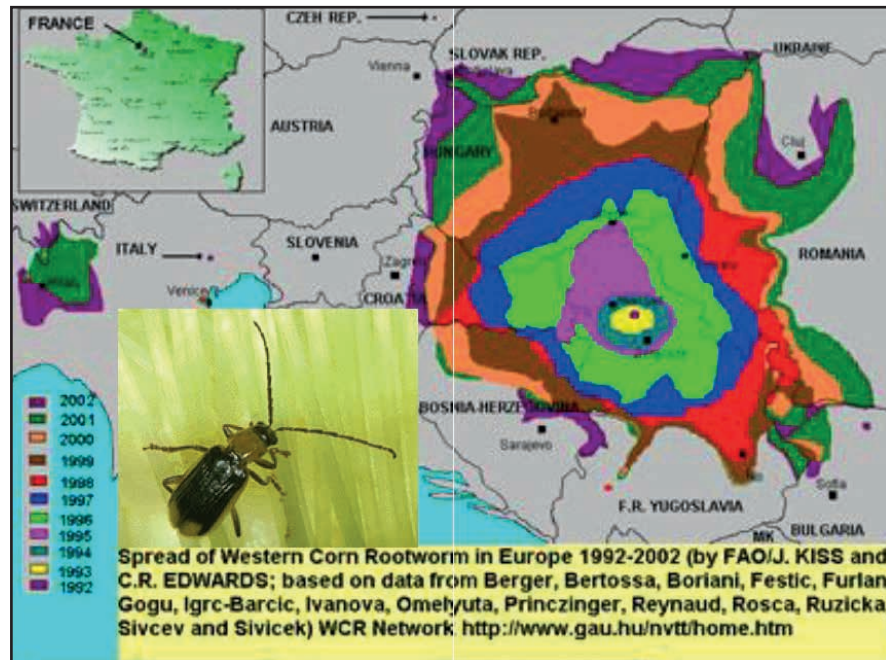 FRANCE
CZEH REP.
SLOVAK REP.
UKRAINE
Vienna
AUSTRIA
HUNGARY
Cluj
SWITZERLAND
ITALY
SLOVENIA
ROMANIA
Zagreb
Venice
CROATIA
BOSNIA-HERZEGOVINA
Sarajevo
F.R. YUGOSLAVIA
Sofia
MK
BULGARIA
2002
2001
2000
1999
1998
1997
1996
1995
1994
1993
1992
Spread of Western Corn Rootworm in Europe 1992-2002 (by FAO/J. KISS and
C.R. EDWARDS; based on data from Berger, Bertossa, Boriani, Festic, Furlan
Gogu, Igrc-Barcic, Ivanova, Omelyuta, Princzinger, Reynaud, Rosca, Ruzicka
Sivcev and Sivicek) WCR Network http://www.gau.hu/nvtt/home.htm